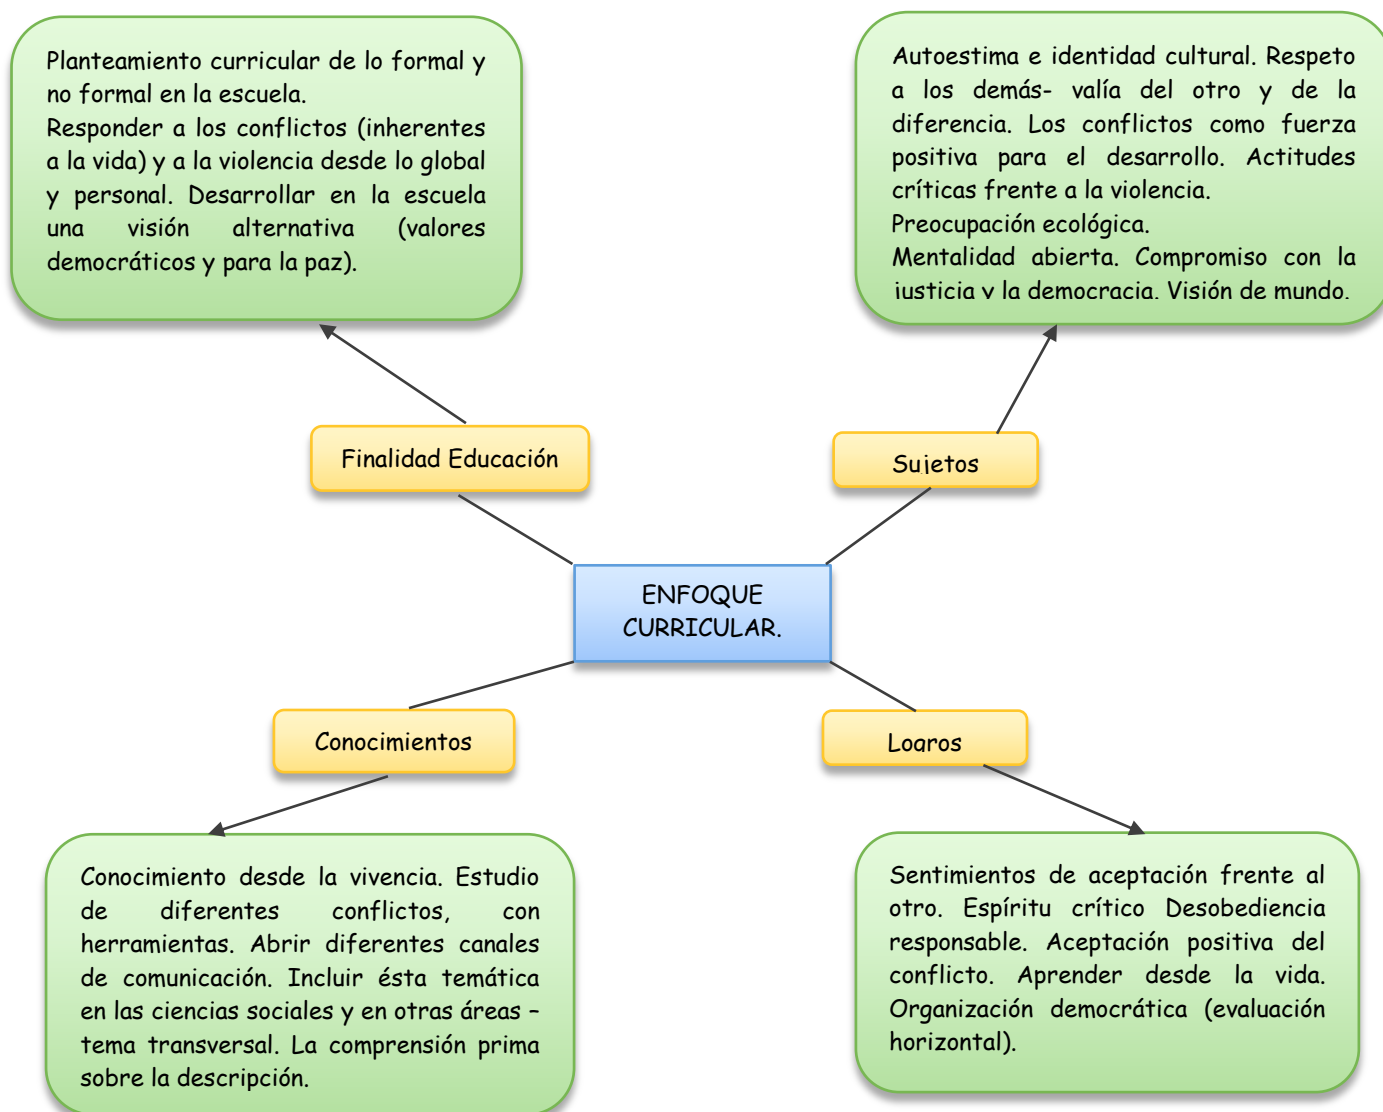 Planteamiento curricular de lo formal y
no formal en la escuela.
Responder a los conflictos (inherentes
a la vida) y a la violencia desde lo global
y personal. Desarrollar en la escuela
una visión alternativa (valores
democráticos y para la paz).
Autoestima e identidad cultural. Respeto
a los demás- valía del otro y de la
diferencia. Los conflictos como fuerza
positiva para el desarrollo. Actitudes
críticas frente a la violencia.
Preocupación ecológica.
Mentalidad abierta. Compromiso con la
justicia y la democracia. Visión de mundo.
Finalidad Educación
Sujetos
ENFOQUE
CURRICULAR.
Conocimientos
Logros
Conocimiento desde la vivencia. Estudio
de diferentes conflictos, con
herramientas. Abrir diferentes canales
de comunicación. Incluir ésta temática
en las ciencias sociales y en otras áreas –
tema transversal. La comprensión prima
sobre la descripción.
Sentimientos de aceptación frente al
otro. Espíritu crítico Desobediencia
responsable. Aceptación positiva del
conflicto. Aprender desde la vida.
Organización democrática (evaluación
horizontal).